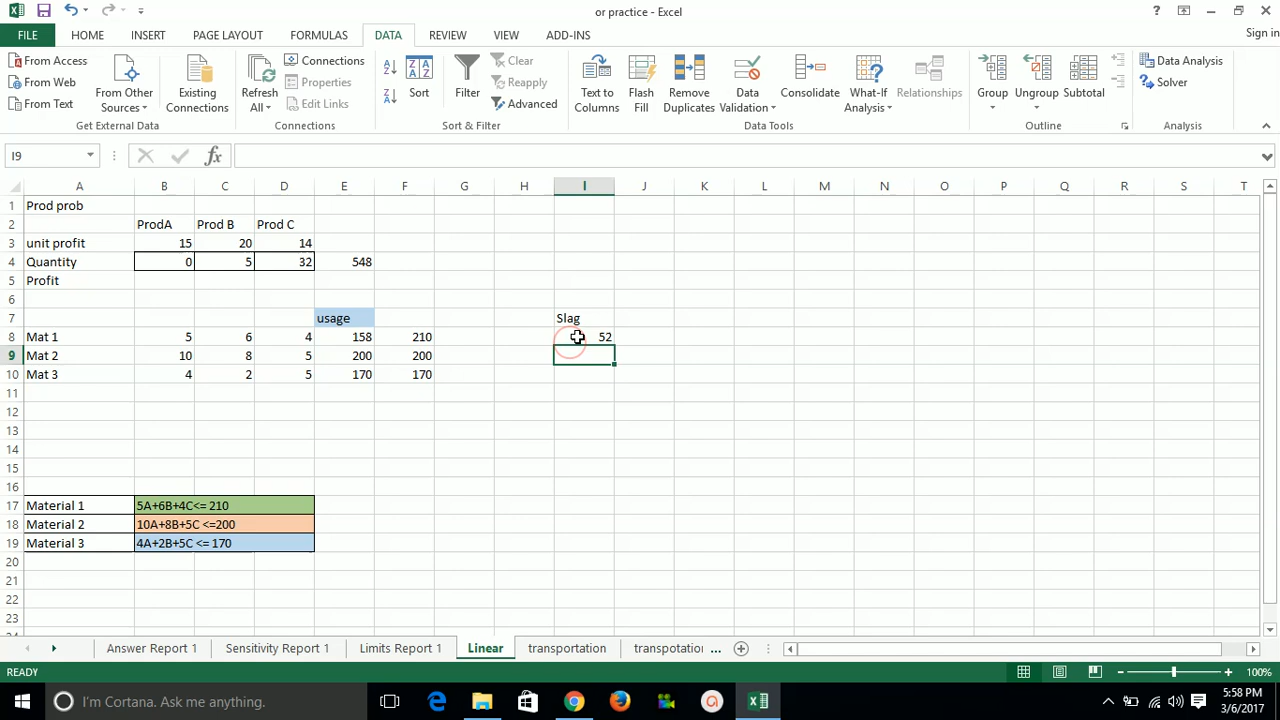 or practice - Excel
Sign in
FILE HOME INSERT PAGE LAYOUT FORMULAS DATA REVIEW VIEW ADD-INS
From Access
From Web
From Text
From Other Sources
Existing Connections
Get External Data
Refresh All
Connections
Properties
Edit Links
Connections
Sort
Filter
Clear
Reapply
Advanced
Sort & Filter
Text to Columns
Flash Fill
Remove Duplicates
Data Validation
Consolidate
What-If Analysis
Relationships
Data Tools
Group
Ungroup
Subtotal
Outline
Data Analysis
Solver
Analysis
I9
fx
A B C D E F G H I J K L M N O P Q R S T
1 Prod prob
2 ProdA Prod B Prod C
3 unit profit 15 20 14
4 Quantity 0 5 32 548
5 Profit
6
7 usage Slag
8 Mat 1 5 6 4 158 210 52
9 Mat 2 10 8 5 200 200
10 Mat 3 4 2 5 170 170
11
12
13
14
15
16
17 Material 1 5A+6B+4C<= 210
18 Material 2 10A+8B+5C <=200
19 Material 3 4A+2B+5C <= 170
20
21
22
23
Answer Report 1 Sensitivity Report 1 Limits Report 1 Linear transportation transpotatio ...
READY
100%
I'm Cortana. Ask me anything.
5:58 PM
3/6/2017